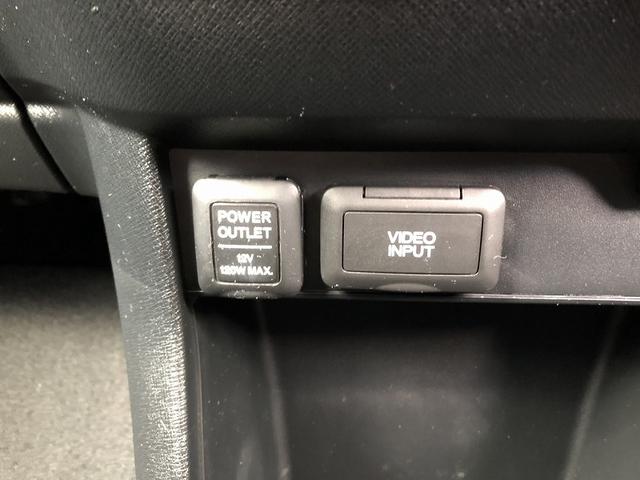 POWER
OUTLET
12V
120W MAX.
VIDEO
INPUT